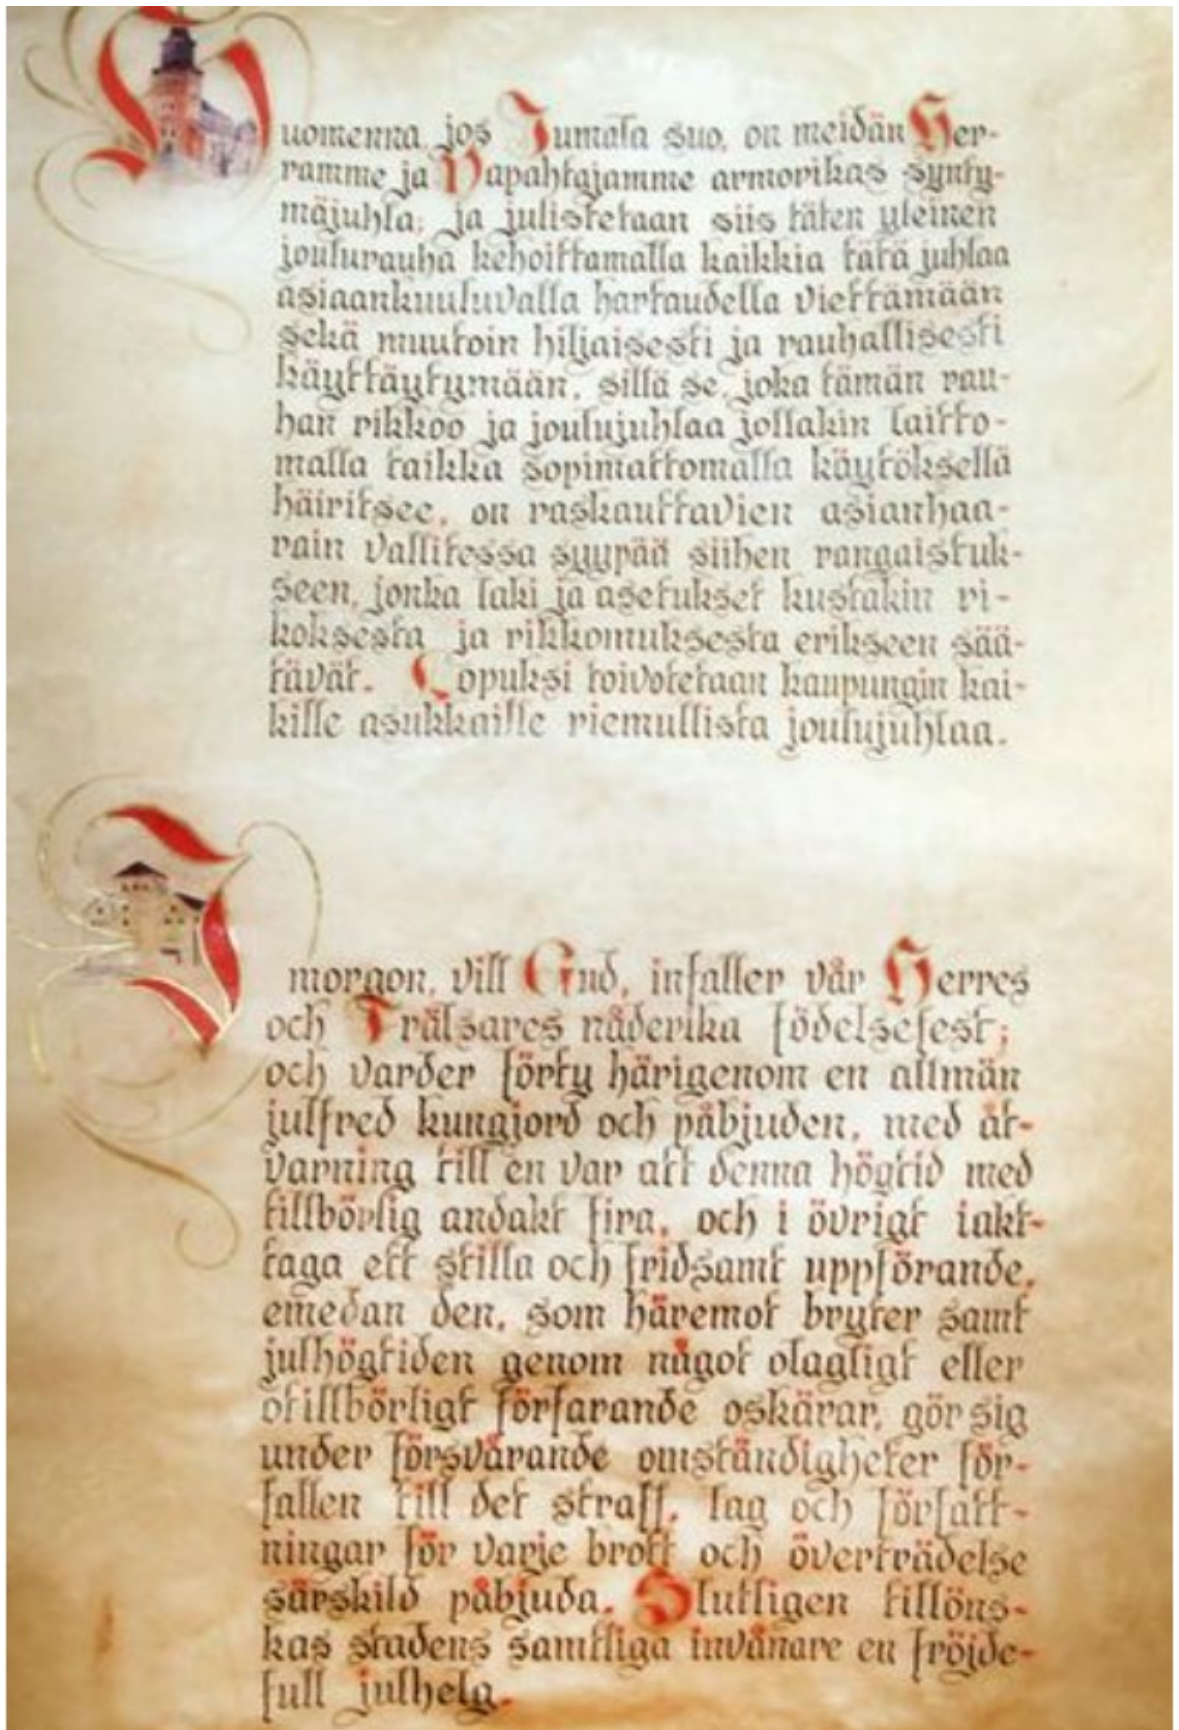 Huomenna, jos Jumala suo, on meidän Her-
ramme ja Vapahtajamme armorikas synty-
mäjuhla; ja julistetaan siis täten yleinen
joulurauha kehoittamalla kaikkia tätä juhlaa
asiaankuuluvalla hartaudella viettämään
sekä muutoin hiljaisesti ja rauhallisesti
käyttäytymään, sillä se, joka tämän rau-
han rikkoo ja joulujuhlaa jollakin laitto-
malla taikka sopimattomalla käytöksellä
häiritsee, on raskauttavien asianhaa-
rain vallitessa syypää siihen rangaistuk-
seen, jonka laki ja asetukset kustakin ri-
koksesta ja rikkomuksesta erikseen sää-
tävät. Lopuksi toivotetaan kaupungin kai-
kille asukkaille riemullista joulujuhlaa.
I morgon, vill Gud, infaller vår Herres
och Frälsares nåderika födelsefest;
och varder förty härigenom en allmän
julfred kungjord och påbjuden, med åt-
varning till en var att denna högtid med
tillbörlig andakt fira, och i övrigt iakt-
taga ett stilla och fridsamt uppförande,
emedan den, som häremot bryter samt
julhögtiden genom något olagligt eller
otillbörligt förfarande oskärar, gör sig
under försvårande omständigheter för-
fallen till det straff, lag och författ-
ningar för varje brott och överträdelse
särskild påbjuda. Slutligen tillöns-
kas stadens samtliga invånare en fröjde-
full julhelg.